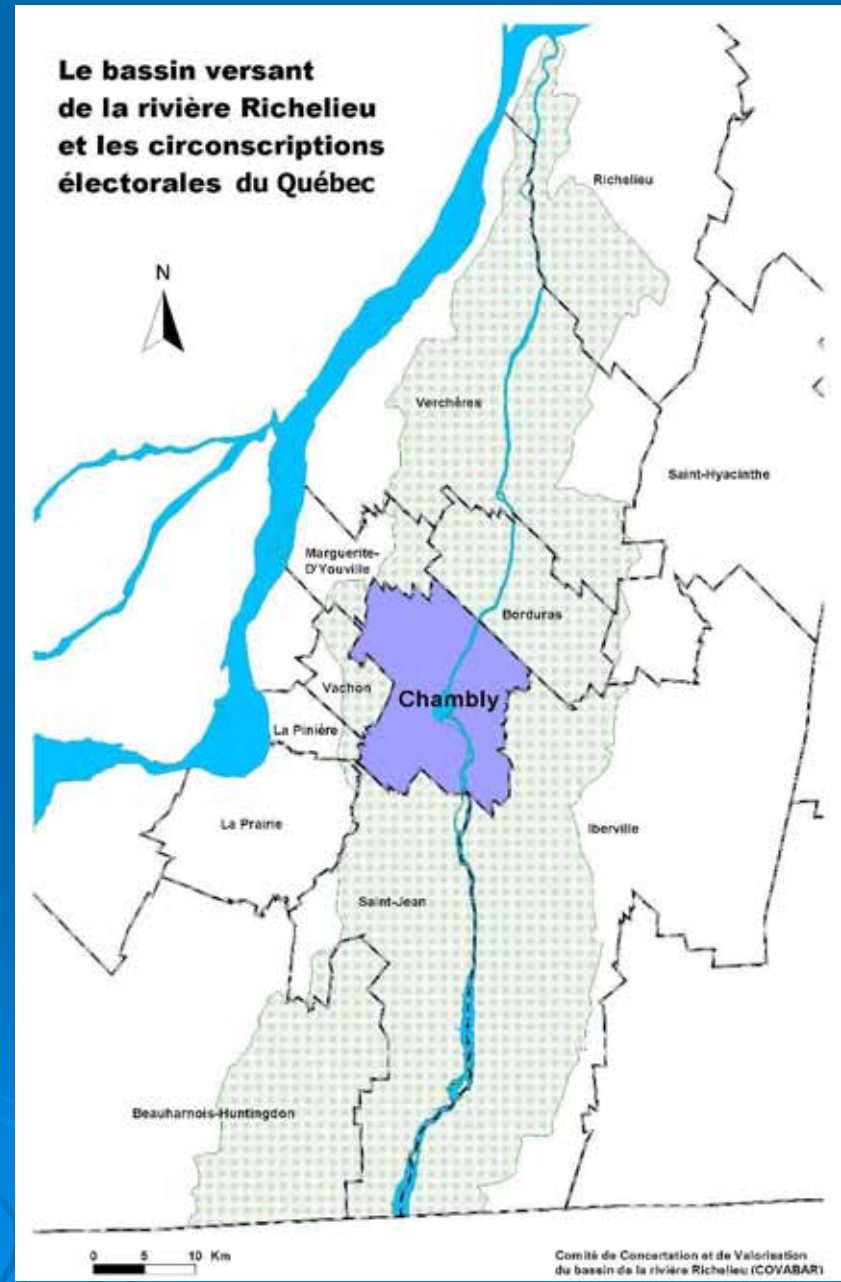 Le bassin versant
de la rivière Richelieu
et les circonscriptions
électorales du Québec
N
Richelieu
Verchères
Saint-Hyacinthe
Marguerite-
D'Youville
Borduras
Vachon
Chambly
La Pinière
La Prairie
Iberville
Saint-Jean
Beauharnois-Huntingdon
0 5 10 Km
Comité de Concertation et de Valorisation
du bassin de la rivière Richelieu (COVABAR)